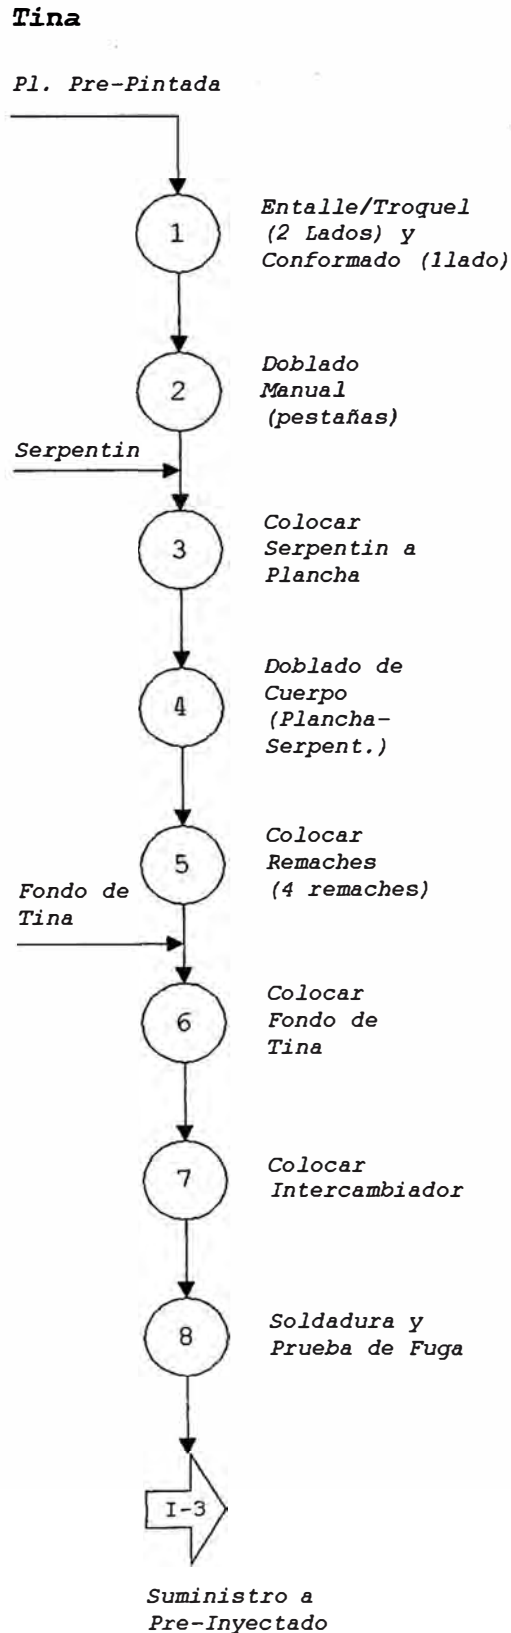 Tina
Pl. Pre-Pintada
1
Entalle/Troquel
(2 Lados) y
Conformado (1lado)
2
Doblado
Manual
(pestañas)
Serpentin
3
Colocar
Serpentin a
Plancha
4
Doblado de
Cuerpo
(Plancha-
Serpent.)
5
Colocar
Remaches
(4 remaches)
Fondo de
Tina
6
Colocar
Fondo de
Tina
7
Colocar
Intercambiador
8
Soldadura y
Prueba de Fuga
I-3
Suministro a
Pre-Inyectado